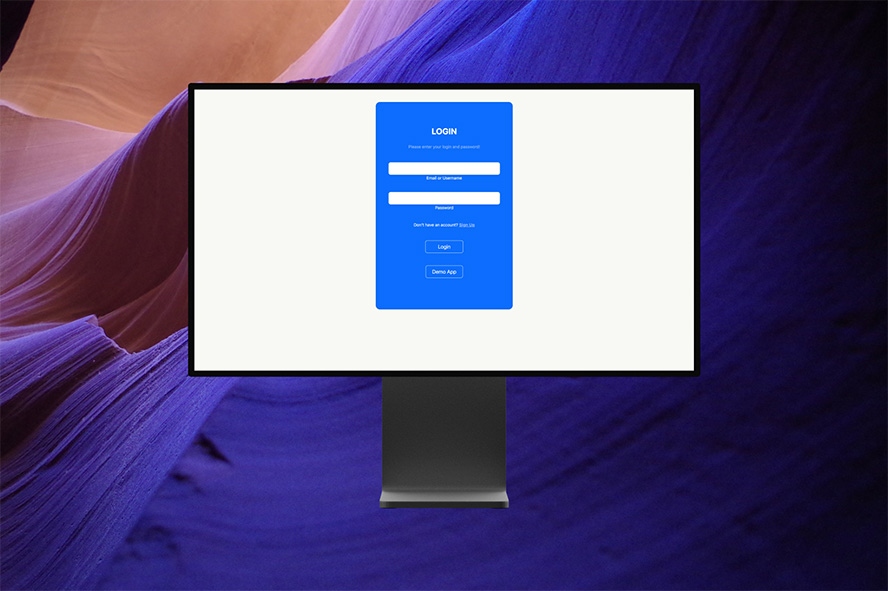 LOGIN
Please enter your login and password!
Email or Username
Password
Don't have an account? Sign Up
Login
Demo App